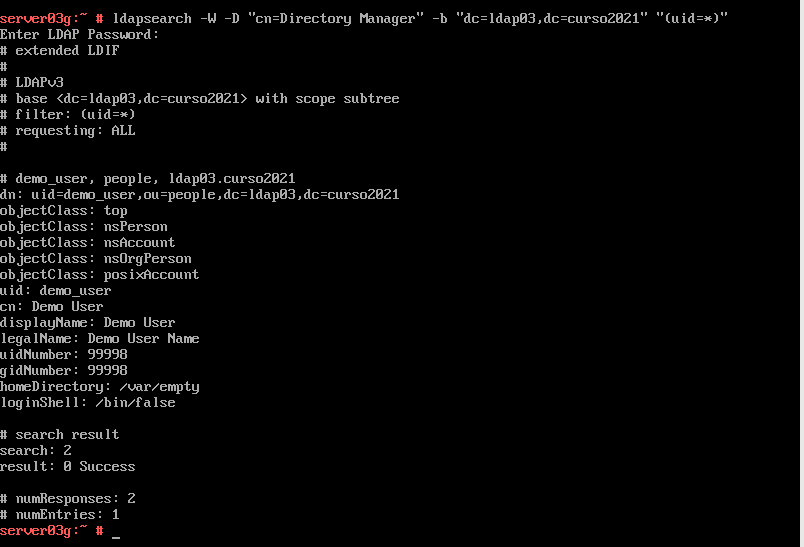 server03g:~ # ldapsearch -W -D "cn=Directory Manager" -b "dc=ldap03,dc=curso2021" "(uid=*)"
Enter LDAP Password:
# extended LDIF
#
# LDAPv3
# base <dc=ldap03,dc=curso2021> with scope subtree
# filter: (uid=*)
# requesting: ALL
#

# demo_user, people, ldap03.curso2021
dn: uid=demo_user,ou=people,dc=ldap03,dc=curso2021
objectClass: top
objectClass: nsPerson
objectClass: nsAccount
objectClass: nsOrgPerson
objectClass: posixAccount
uid: demo_user
cn: Demo User
displayName: Demo User
legalName: Demo User Name
uidNumber: 99998
gidNumber: 99998
homeDirectory: /var/empty
loginShell: /bin/false

# search result
search: 2
result: 0 Success

# numResponses: 2
# numEntries: 1
server03g:~ # _